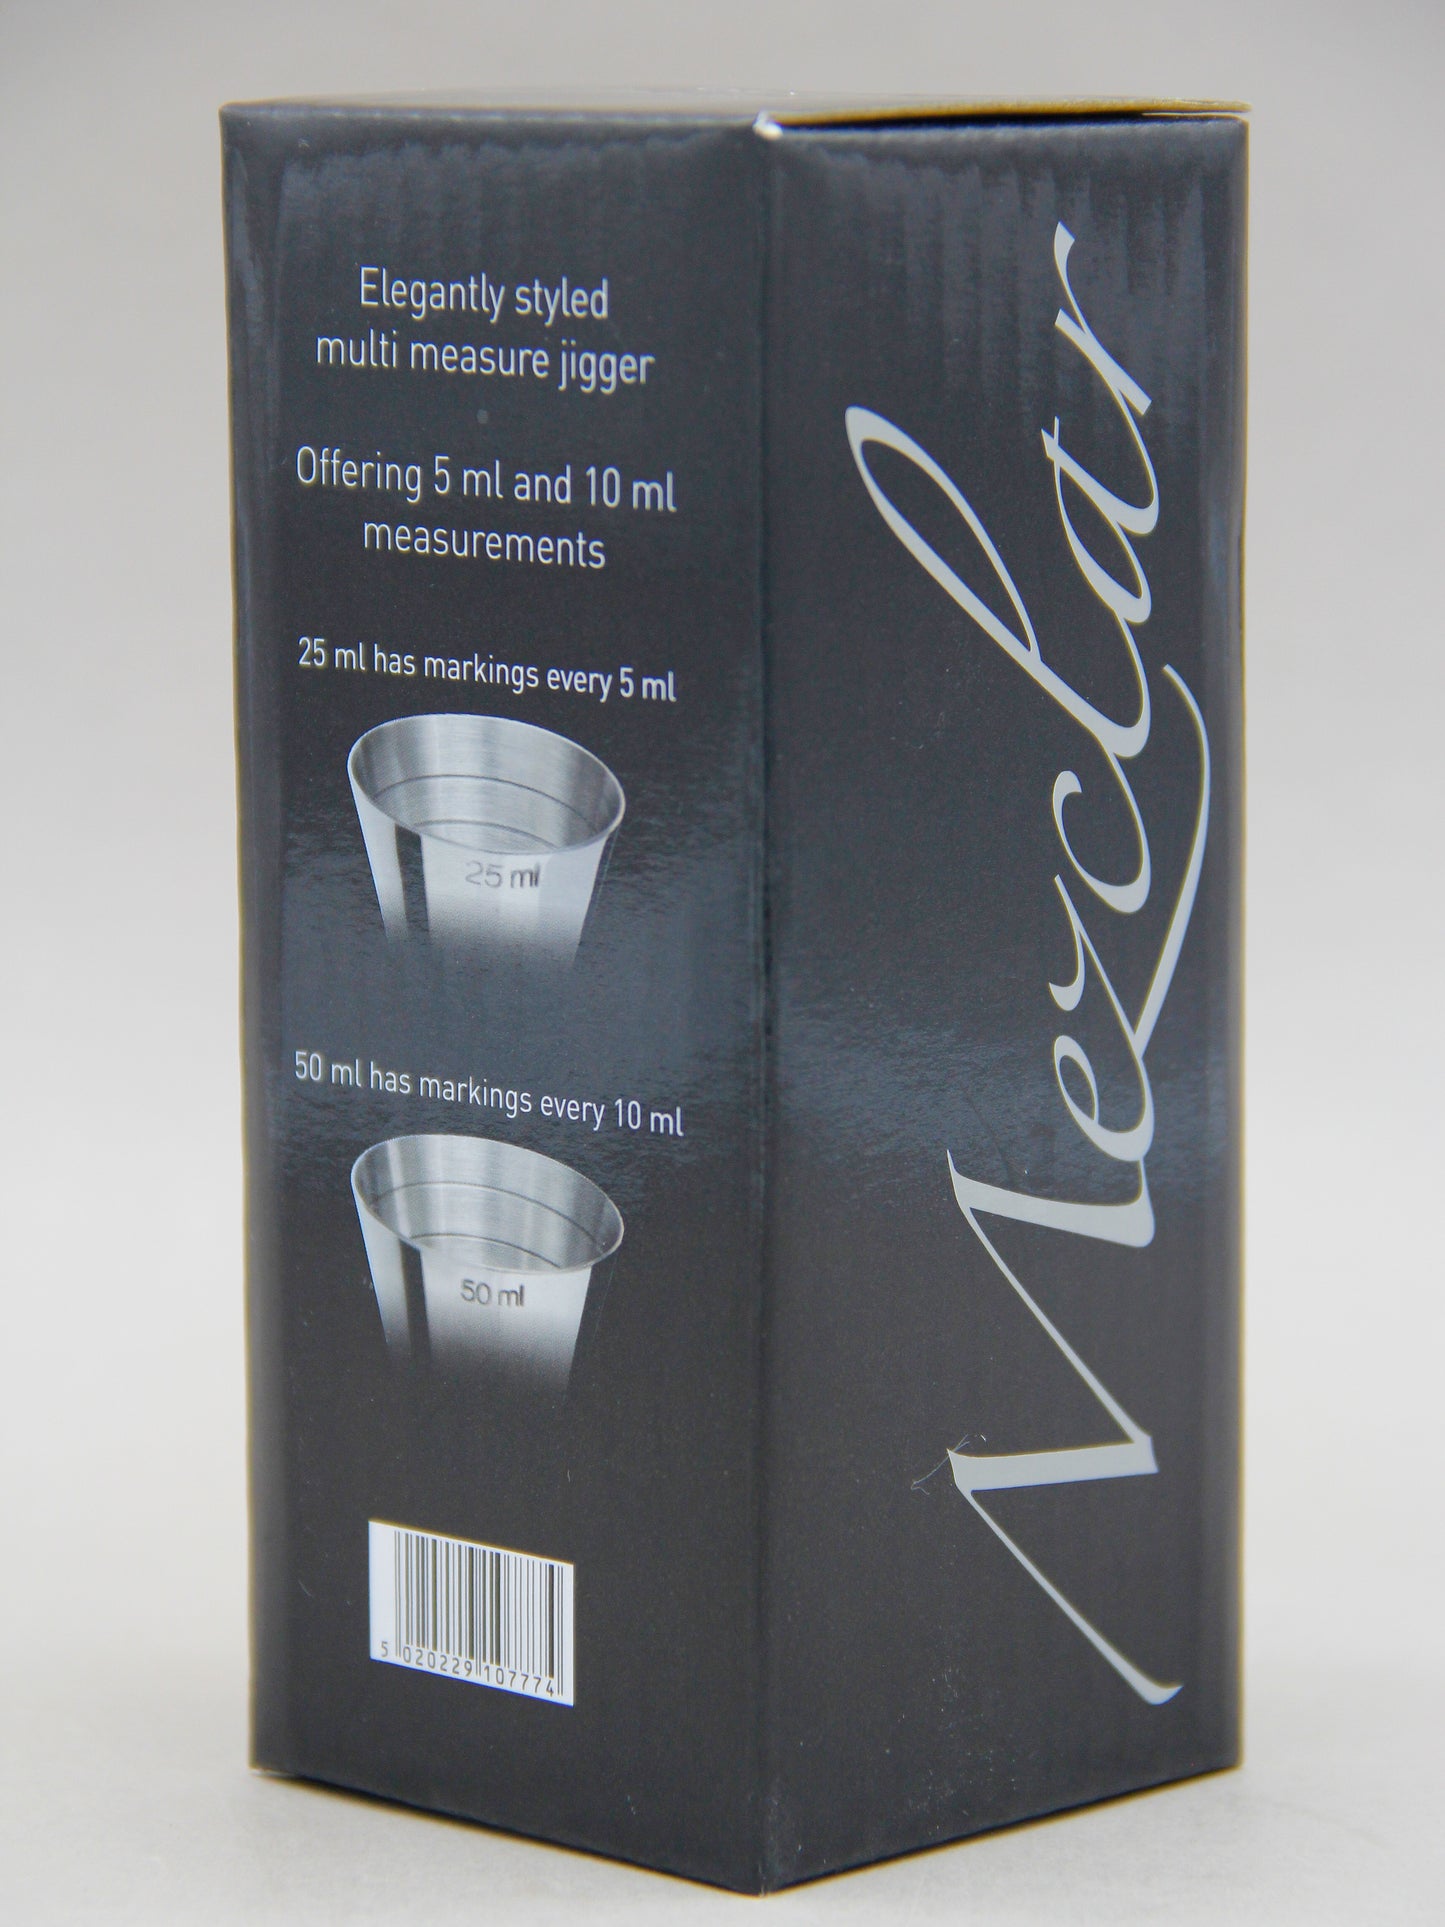 Elegantly styled
multi measure jigger
Offering 5 ml and 10 ml
measurements
25 ml has markings every 5 ml
25 ml
50 ml has markings every 10 ml
50 ml
5 020229 107774
Mezclar